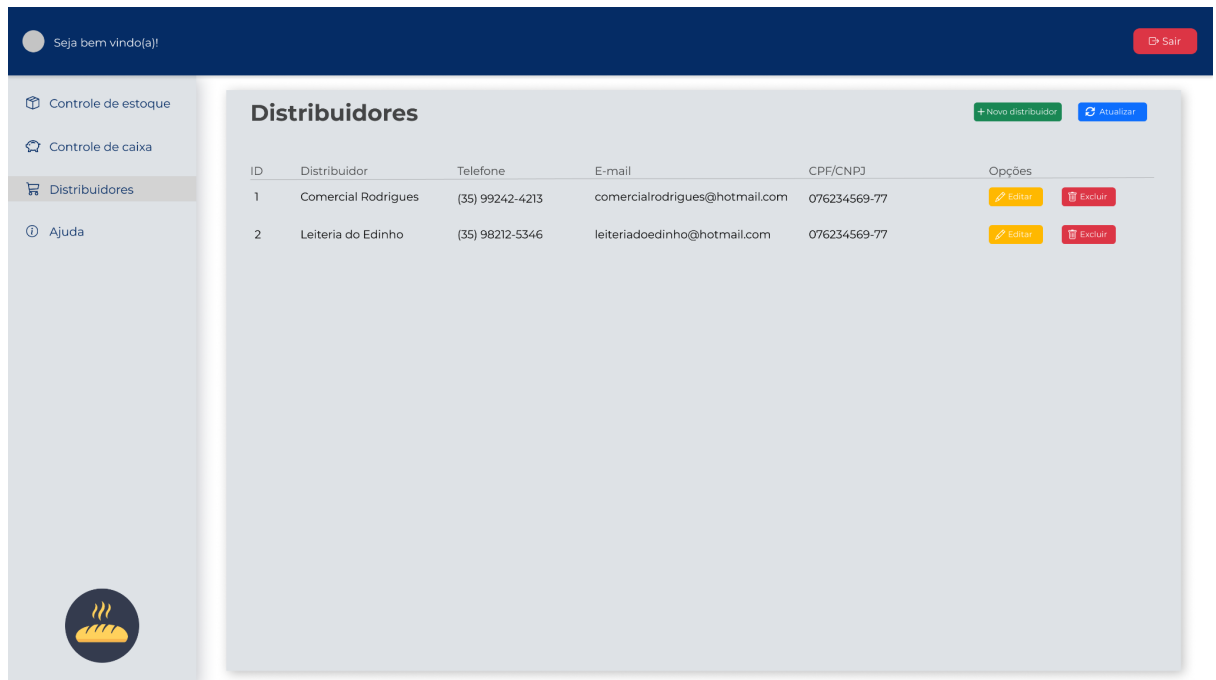 Seja bem vindo(a)!
Sair
Controle de estoque
Controle de caixa
Distribuidores
Ajuda
Distribuidores
+ Novo distribuidor
Atualizar
ID Distribuidor Telefone E-mail CPF/CNPJ Opções
1 Comercial Rodrigues (35) 99242-4213 comercialrodrigues@hotmail.com 076234569-77 Editar Excluir
2 Leiteria do Edinho (35) 98212-5346 leiteriadoedinho@hotmail.com 076234569-77 Editar Excluir